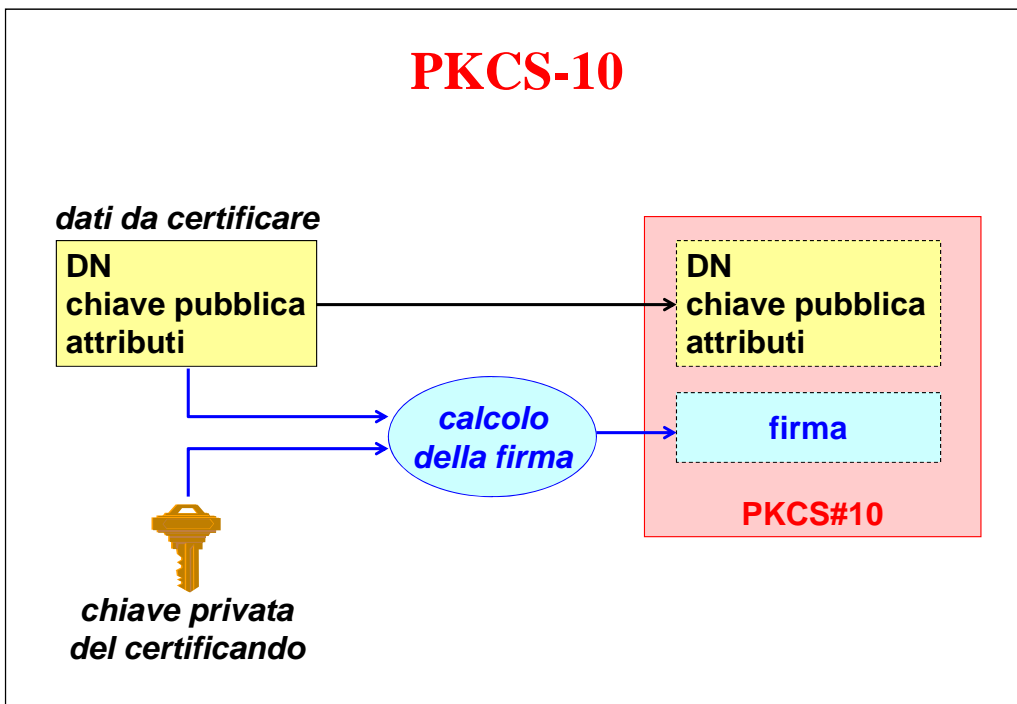 PKCS-10
dati da certificare
DN
chiave pubblica
attributi
DN
chiave pubblica
attributi
calcolo
della firma
firma
PKCS#10
chiave privata
del certificando